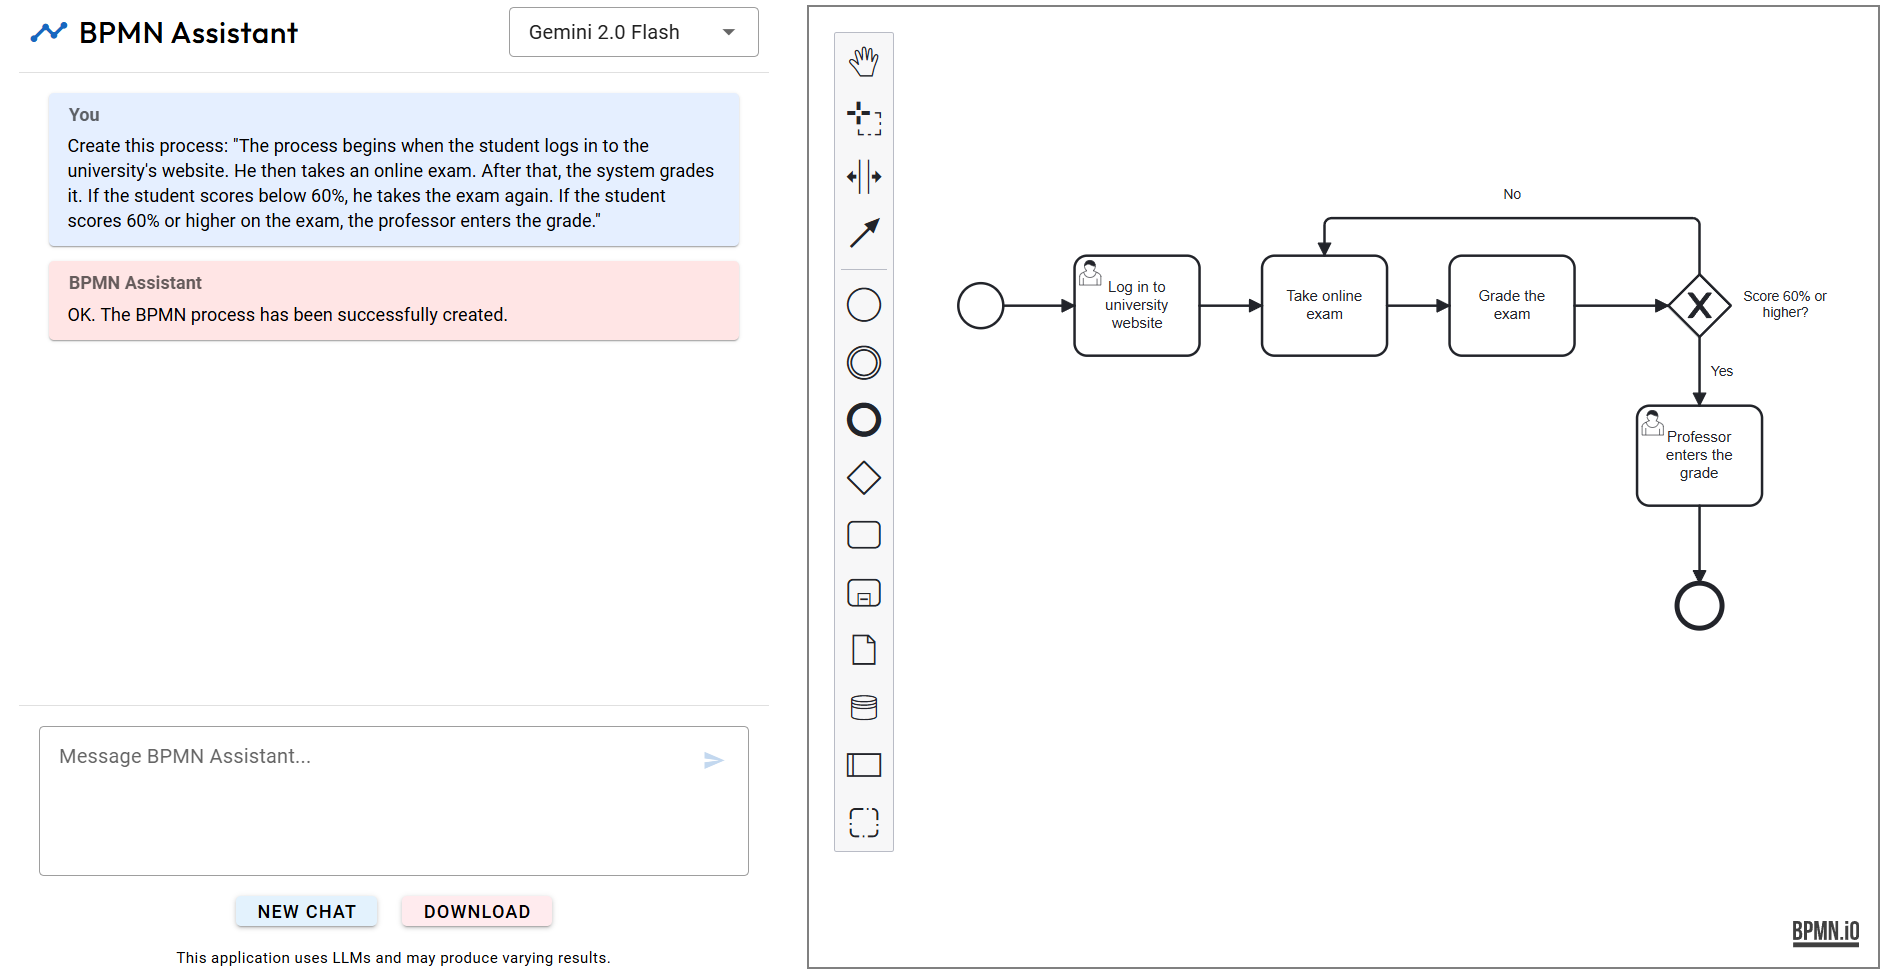 BPMN Assistant
Gemini 2.0 Flash
You
Create this process: "The process begins when the student logs in to the
university's website. He then takes an online exam. After that, the system grades
it. If the student scores below 60%, he takes the exam again. If the student
scores 60% or higher on the exam, the professor enters the grade."
BPMN Assistant
OK. The BPMN process has been successfully created.
Message BPMN Assistant...
NEW CHAT
DOWNLOAD
This application uses LLMs and may produce varying results.
No
Log in to
university
website
Take online
exam
Grade the
exam
Score 60% or
higher?
Yes
Professor
enters the
grade
BPMN.iO